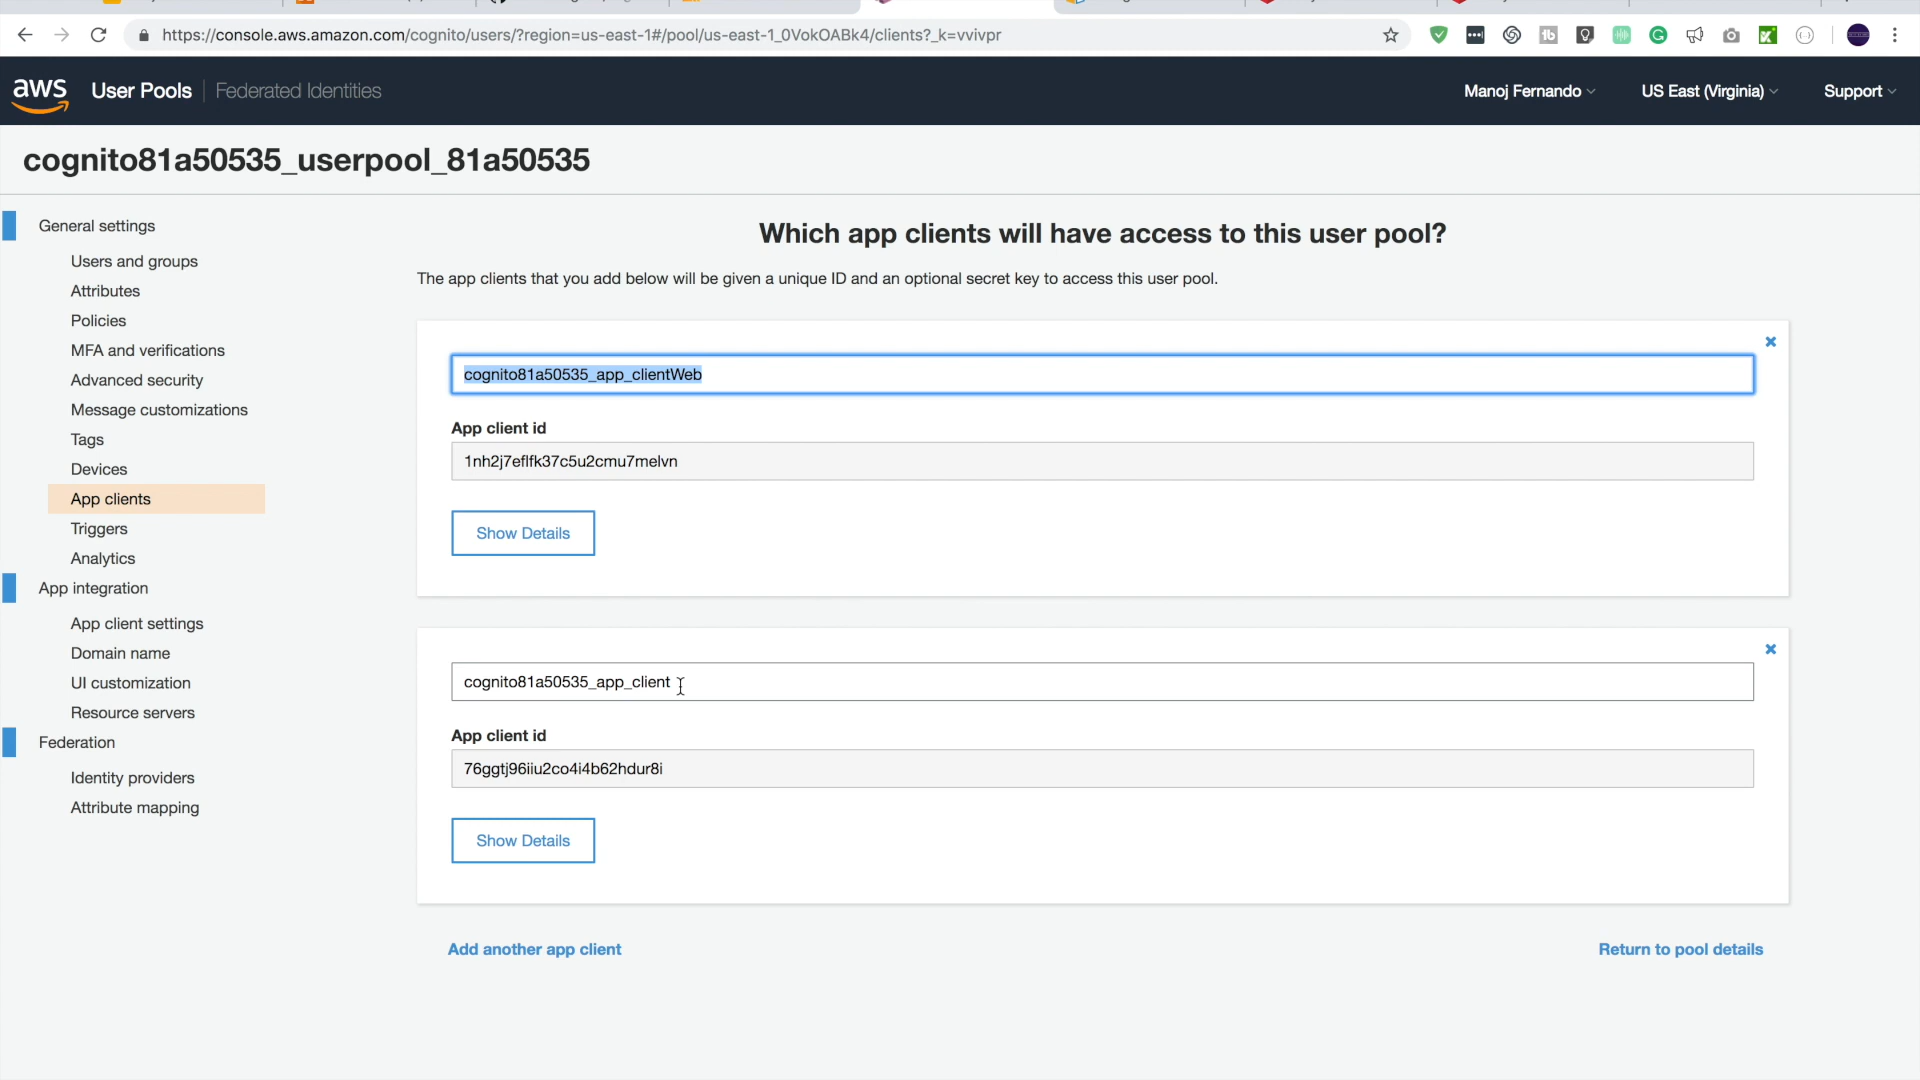 https://console.aws.amazon.com/cognito/users/?region=us-east-1#/pool/us-east-1_0VokOABk4/clients?_k=vvivpr
aws
User Pools
Federated Identities
Manoj Fernando
US East (Virginia)
Support
cognito81a50535_userpool_81a50535
General settings
Users and groups
Attributes
Policies
MFA and verifications
Advanced security
Message customizations
Tags
Devices
App clients
Triggers
Analytics
App integration
App client settings
Domain name
UI customization
Resource servers
Federation
Identity providers
Attribute mapping
Which app clients will have access to this user pool?
The app clients that you add below will be given a unique ID and an optional secret key to access this user pool.
cognito81a50535_app_clientWeb
App client id
1nh2j7eflfk37c5u2cmu7melvn
Show Details
cognito81a50535_app_client
App client id
76ggtj96iiu2co4i4b62hdur8i
Show Details
Add another app client
Return to pool details